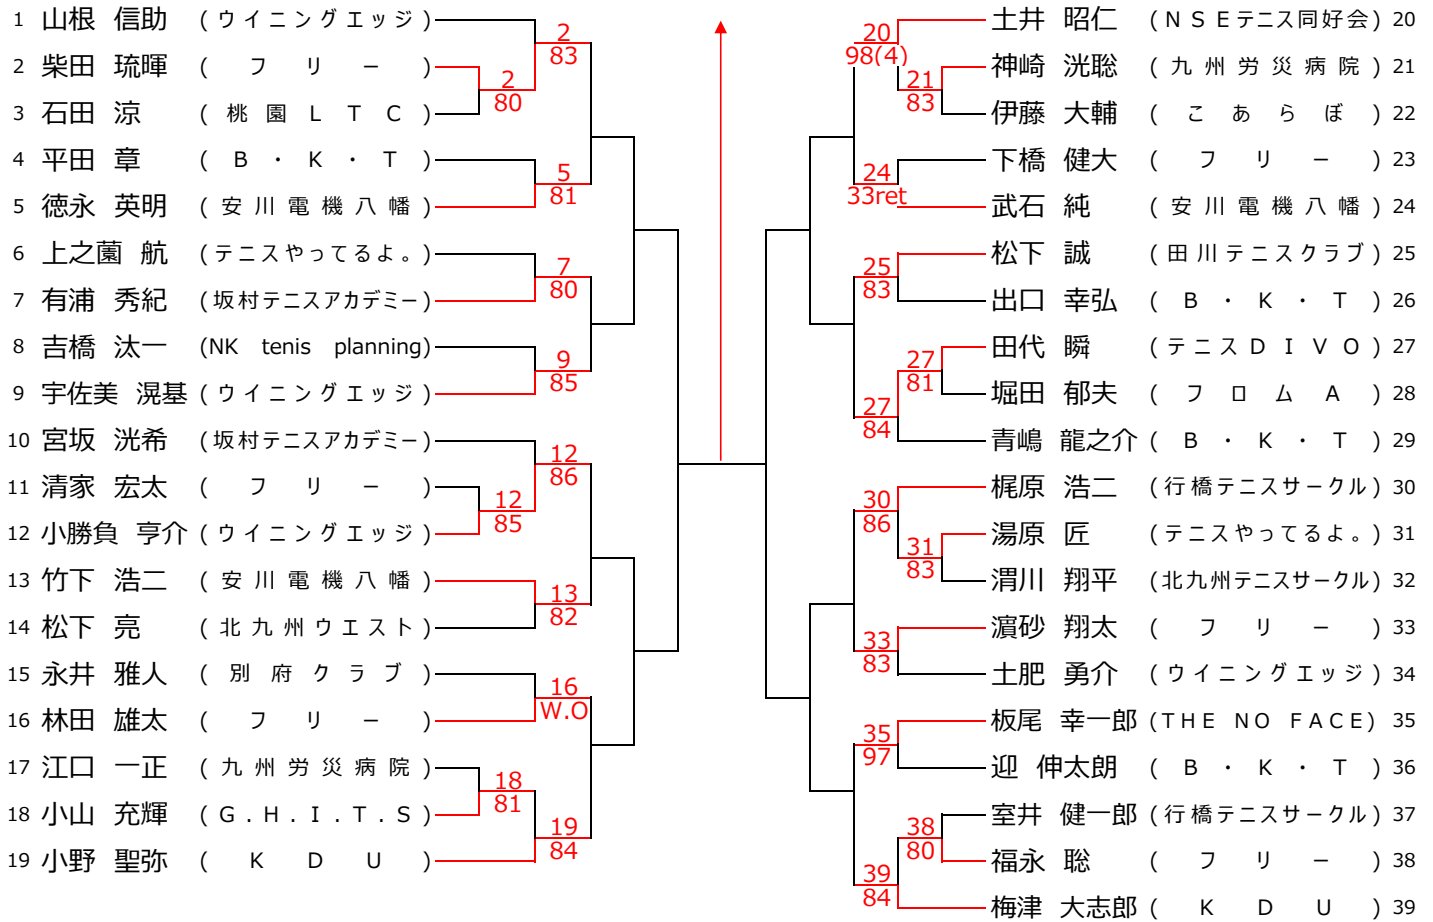 1 山根 信助 (ウイニングエッジ)
2 柴田 琉暉 (フリー)
3 石田 涼 (桃園LTC)
4 平田 章 (B・K・T)
5 徳永 英明 (安川電機八幡)
6 上之薗 航 (テニスやってるよ。)
7 有浦 秀紀 (坂村テニスアカデミー)
8 吉橋 汰一 (NK tenis planning)
9 宇佐美 滉基 (ウイニングエッジ)
10 宮坂 洸希 (坂村テニスアカデミー)
11 清家 宏太 (フリー)
12 小勝負 亨介 (ウイニングエッジ)
13 竹下 浩二 (安川電機八幡)
14 松下 亮 (北九州ウエスト)
15 永井 雅人 (別府クラブ)
16 林田 雄太 (フリー)
17 江口 一正 (九州労災病院)
18 小山 充輝 (G.H.I.T.S)
19 小野 聖弥 (KDU)
2
83
2
80
5
81
7
80
9
85
12
86
12
85
13
82
16
W.O
18
81
19
84
20
98(4)
21
83
24
33ret
25
83
27
81
27
84
30
86
31
83
33
83
35
97
38
80
39
84
土井 昭仁 (NSEテニス同好会) 20
神崎 洸聡 (九州労災病院) 21
伊藤 大輔 (こあらぼ) 22
下橋 健大 (フリー) 23
武石 純 (安川電機八幡) 24
松下 誠 (田川テニスクラブ) 25
出口 幸弘 (B・K・T) 26
田代 瞬 (テニスDIVO) 27
堀田 郁夫 (フロムA) 28
青嶋 龍之介 (B・K・T) 29
梶原 浩二 (行橋テニスサークル) 30
湯原 匠 (テニスやってるよ。) 31
渭川 翔平 (北九州テニスサークル) 32
濵砂 翔太 (フリー) 33
土肥 勇介 (ウイニングエッジ) 34
板尾 幸一郎 (THE NO FACE) 35
迎 伸太朗 (B・K・T) 36
室井 健一郎 (行橋テニスサークル) 37
福永 聡 (フリー) 38
梅津 大志郎 (KDU) 39